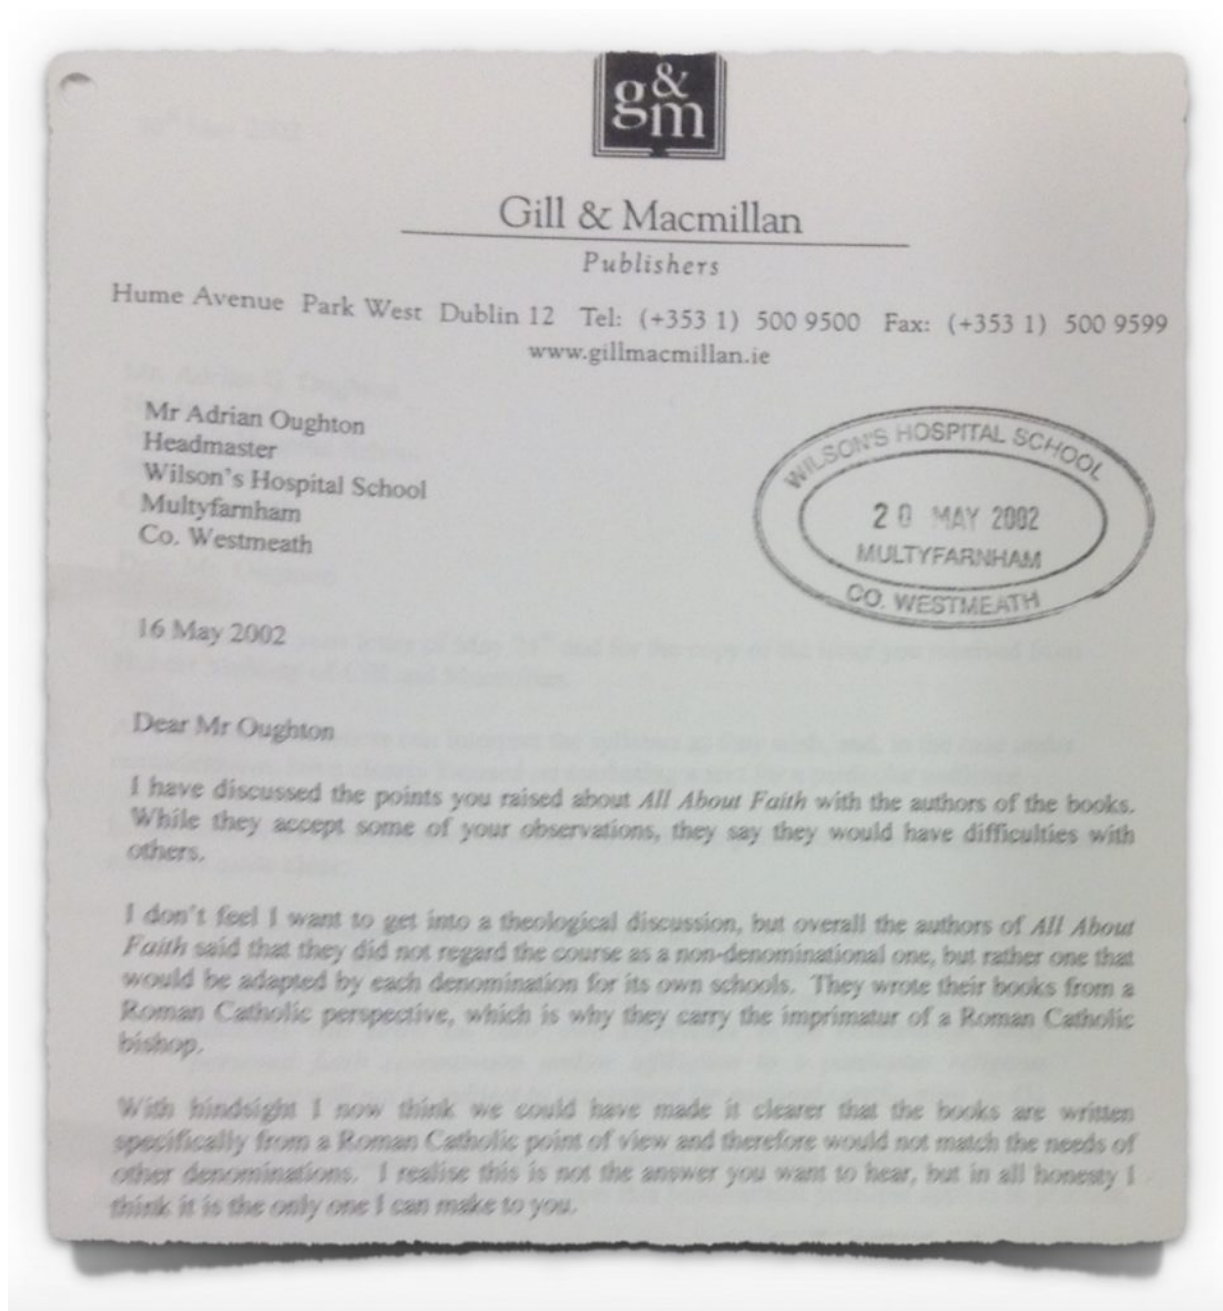 g&m
Gill & Macmillan
Publishers
Hume Avenue Park West Dublin 12 Tel: (+353 1) 500 9500 Fax: (+353 1) 500 9599
www.gillmacmillan.ie
Mr Adrian Oughton
Headmaster
Wilson's Hospital School
Multyfarnham
Co. Westmeath
WILSON'S HOSPITAL SCHOOL
20 MAY 2002
MULTYFARNHAM
CO. WESTMEATH
16 May 2002
Dear Mr Oughton
I have discussed the points you raised about All About Faith with the authors of the books.
While they accept some of your observations, they say they would have difficulties with
others.
I don't feel I want to get into a theological discussion, but overall the authors of All About
Faith said that they did not regard the course as a non-denominational one, but rather one that
would be adapted by each denomination for its own schools. They wrote their books from a
Roman Catholic perspective, which is why they carry the imprimatur of a Roman Catholic
bishop.
With hindsight I now think we could have made it clearer that the books are written
specifically from a Roman Catholic point of view and therefore would not match the needs of
other denominations. I realise this is not the answer you want to hear, but in all honesty I
think it is the only one I can make to you.